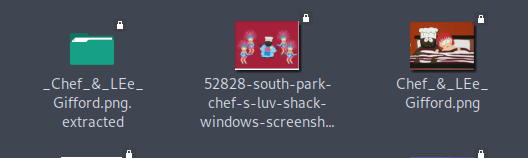 _Chef_&_LEe_
Gifford.png.
extracted
52828-south-park-
chef-s-luv-shack-
windows-screensh...
Chef_&_LEe_
Gifford.png